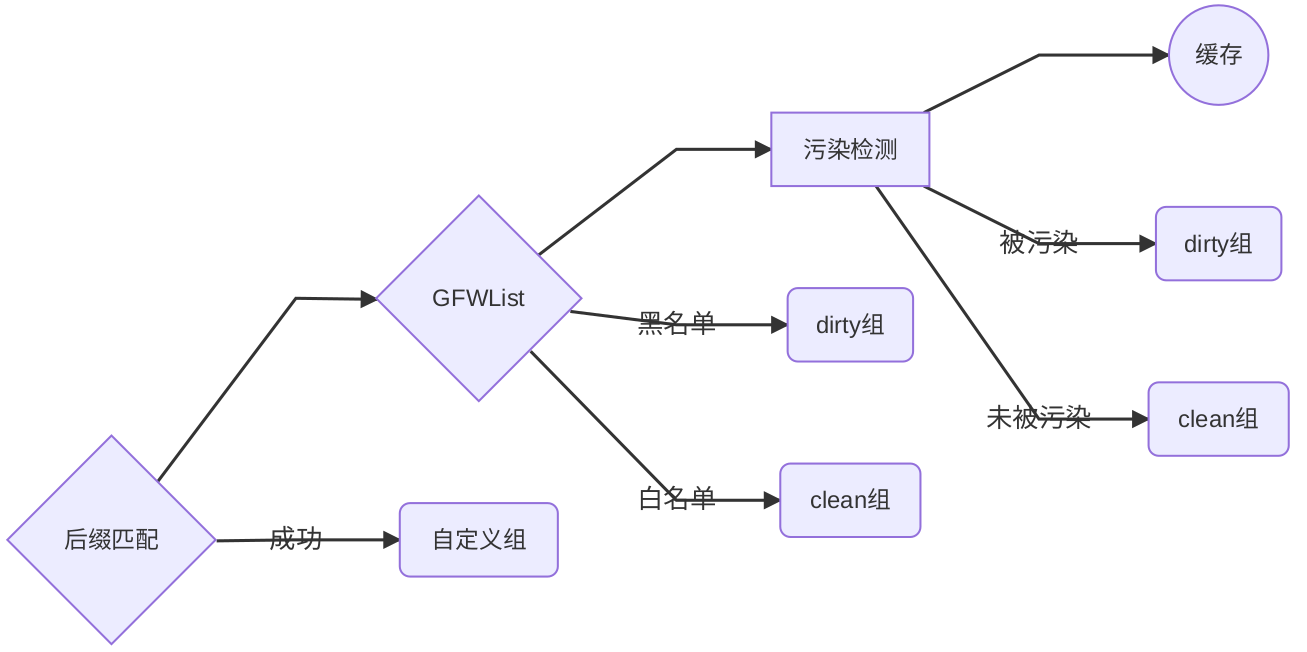 缓存
污染检测
被污染
dirty组
GFWList
黑名单
dirty组
未被污染
clean组
白名单
clean组
后缀匹配
成功
自定义组